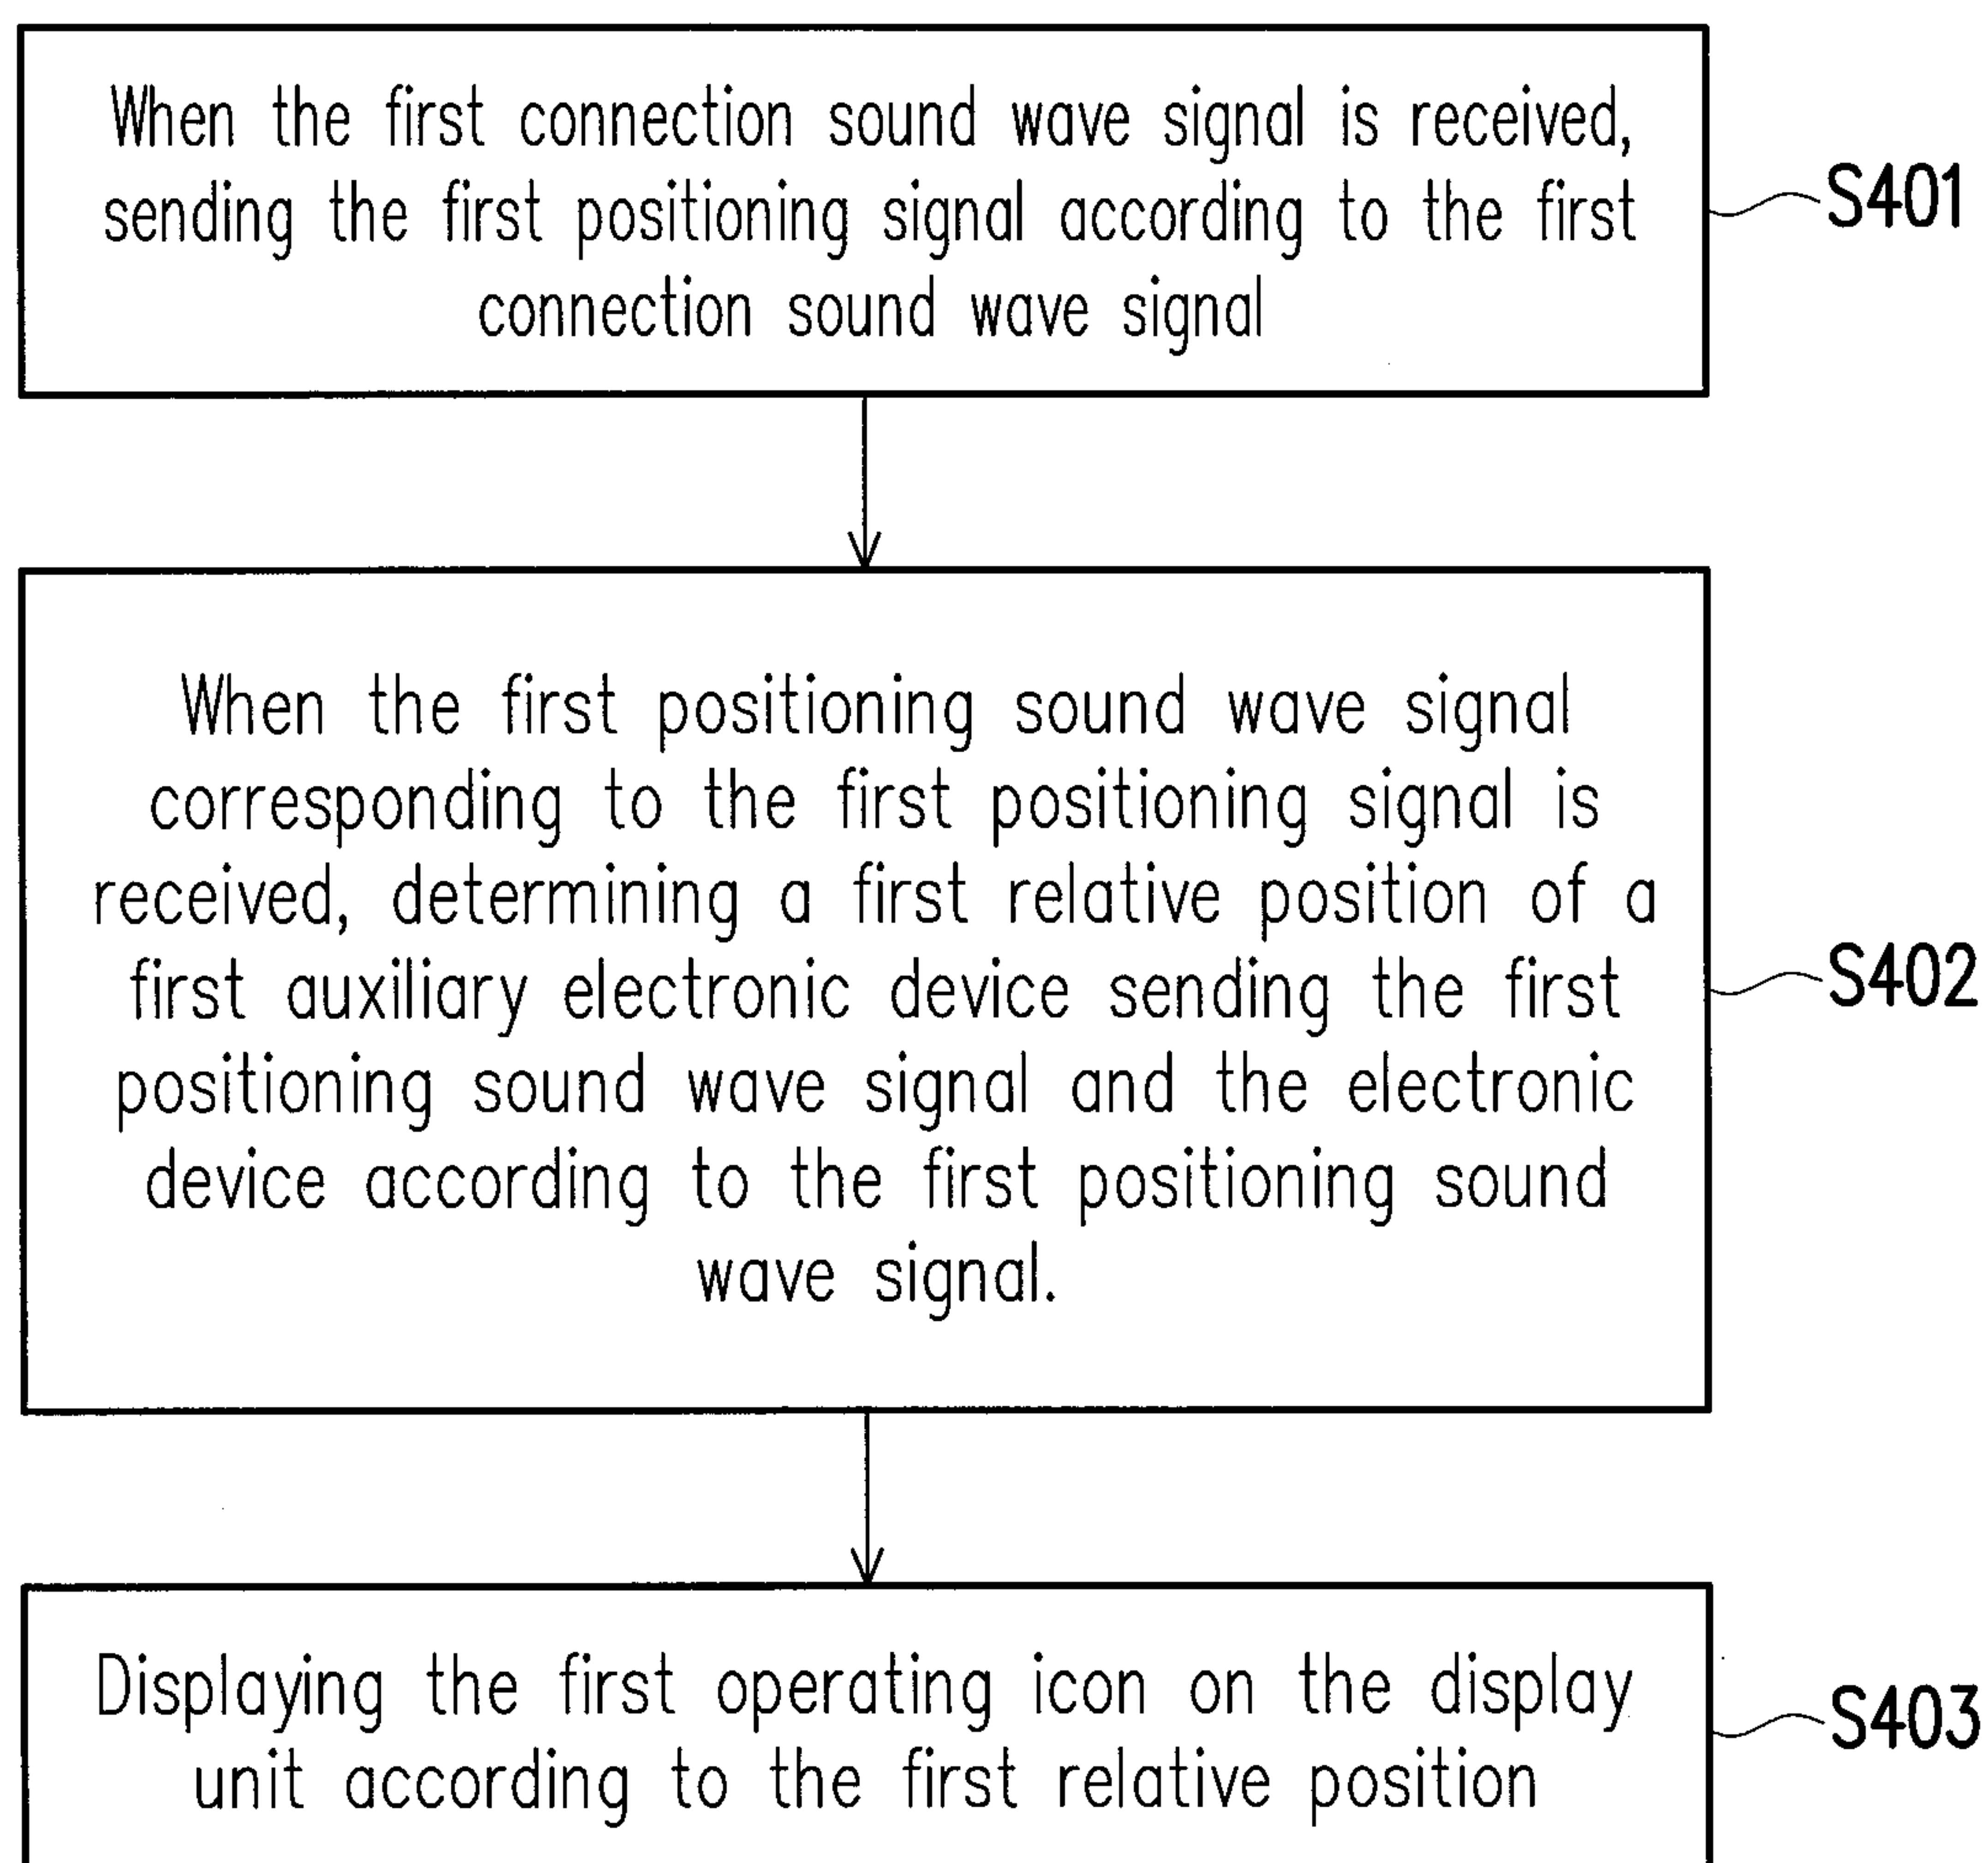 When the first connection sound wave signal is received,
sending the first positioning signal according to the first
connection sound wave signal
S401
When the first positioning sound wave signal
corresponding to the first positioning signal is
received, determining a first relative position of a
first auxiliary electronic device sending the first
positioning sound wave signal and the electronic
device according to the first positioning sound
wave signal.
S402
Displaying the first operating icon on the display
unit according to the first relative position
S403